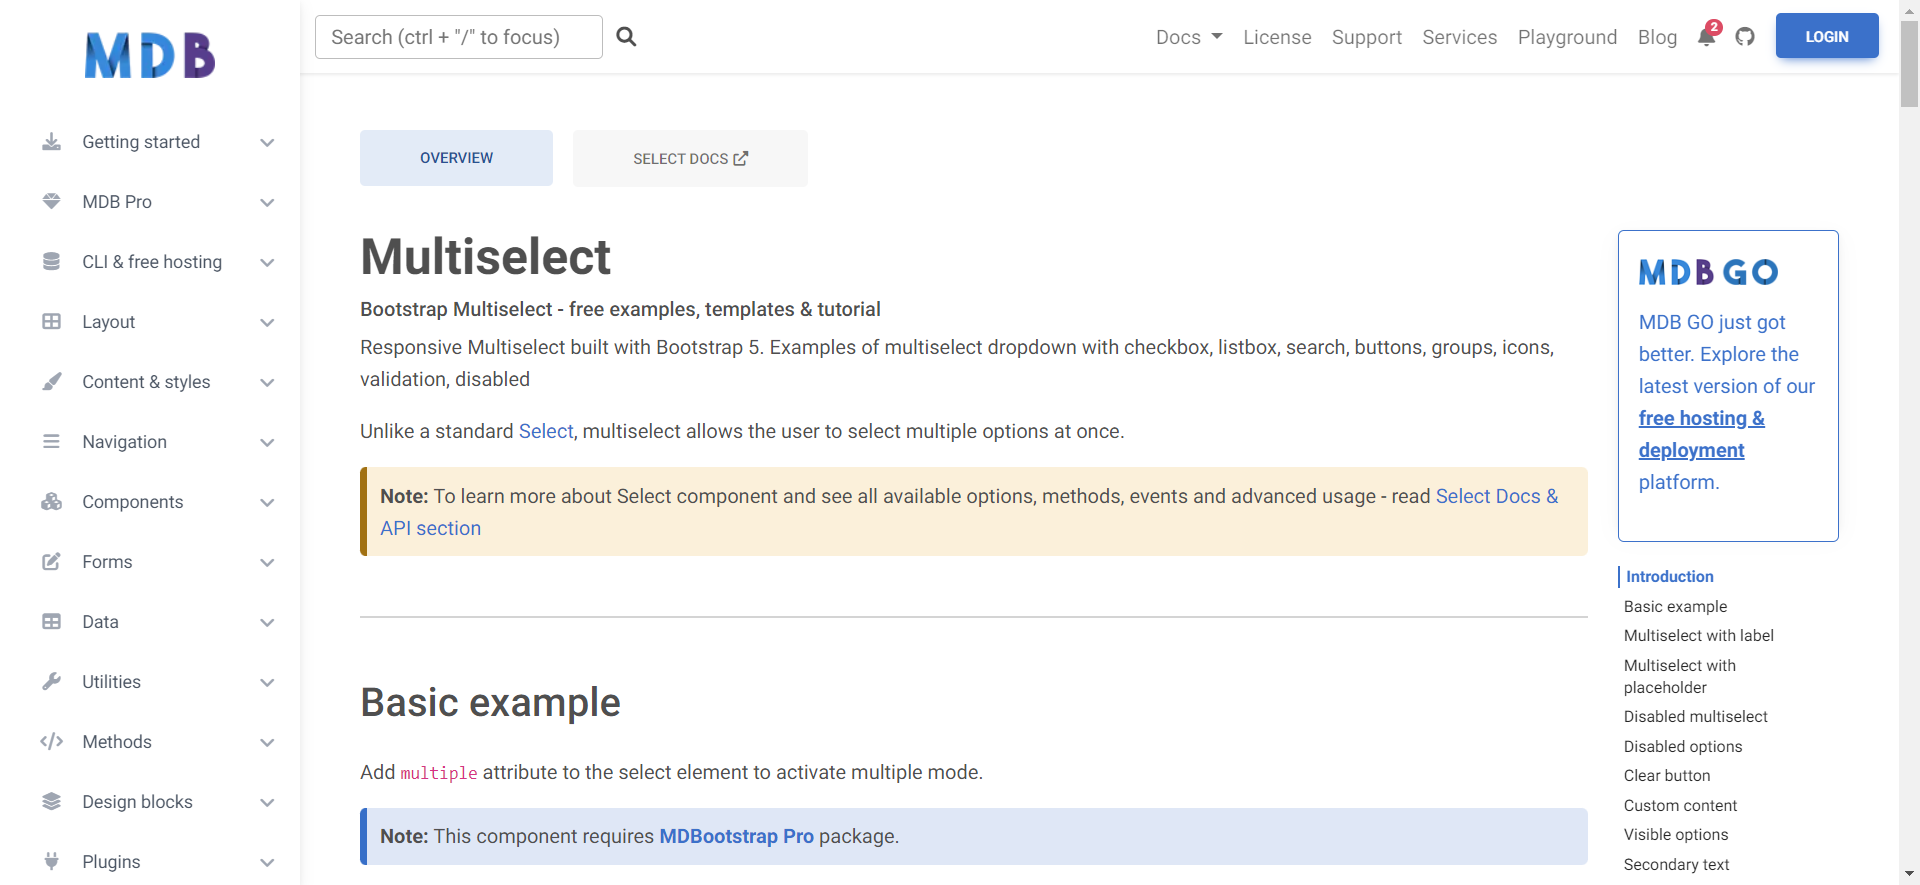 MDB
Search (ctrl + "/" to focus)
Docs
License
Support
Services
Playground
Blog
2
LOGIN
Getting started
MDB Pro
CLI & free hosting
Layout
Content & styles
Navigation
Components
Forms
Data
Utilities
Methods
Design blocks
Plugins
OVERVIEW
SELECT DOCS
Multiselect
Bootstrap Multiselect - free examples, templates & tutorial
Responsive Multiselect built with Bootstrap 5. Examples of multiselect dropdown with checkbox, listbox, search, buttons, groups, icons,
validation, disabled
Unlike a standard Select, multiselect allows the user to select multiple options at once.
Note: To learn more about Select component and see all available options, methods, events and advanced usage - read Select Docs &
API section
Basic example
Add multiple attribute to the select element to activate multiple mode.
Note: This component requires MDBootstrap Pro package.
MDB GO
MDB GO just got
better. Explore the
latest version of our
free hosting &
deployment
platform.
Introduction
Basic example
Multiselect with label
Multiselect with
placeholder
Disabled multiselect
Disabled options
Clear button
Custom content
Visible options
Secondary text